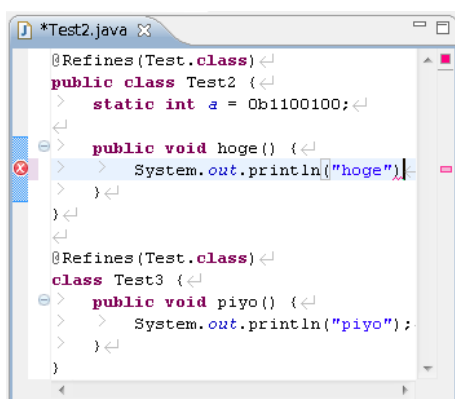 *Test2.java
@Refines(Test.class)
public class Test2 {
static int a = 0b1100100;
public void hoge() {
System.out.println("hoge")
}
}
@Refines(Test.class)
class Test3 {
public void piyo() {
System.out.println("piyo");
}
}